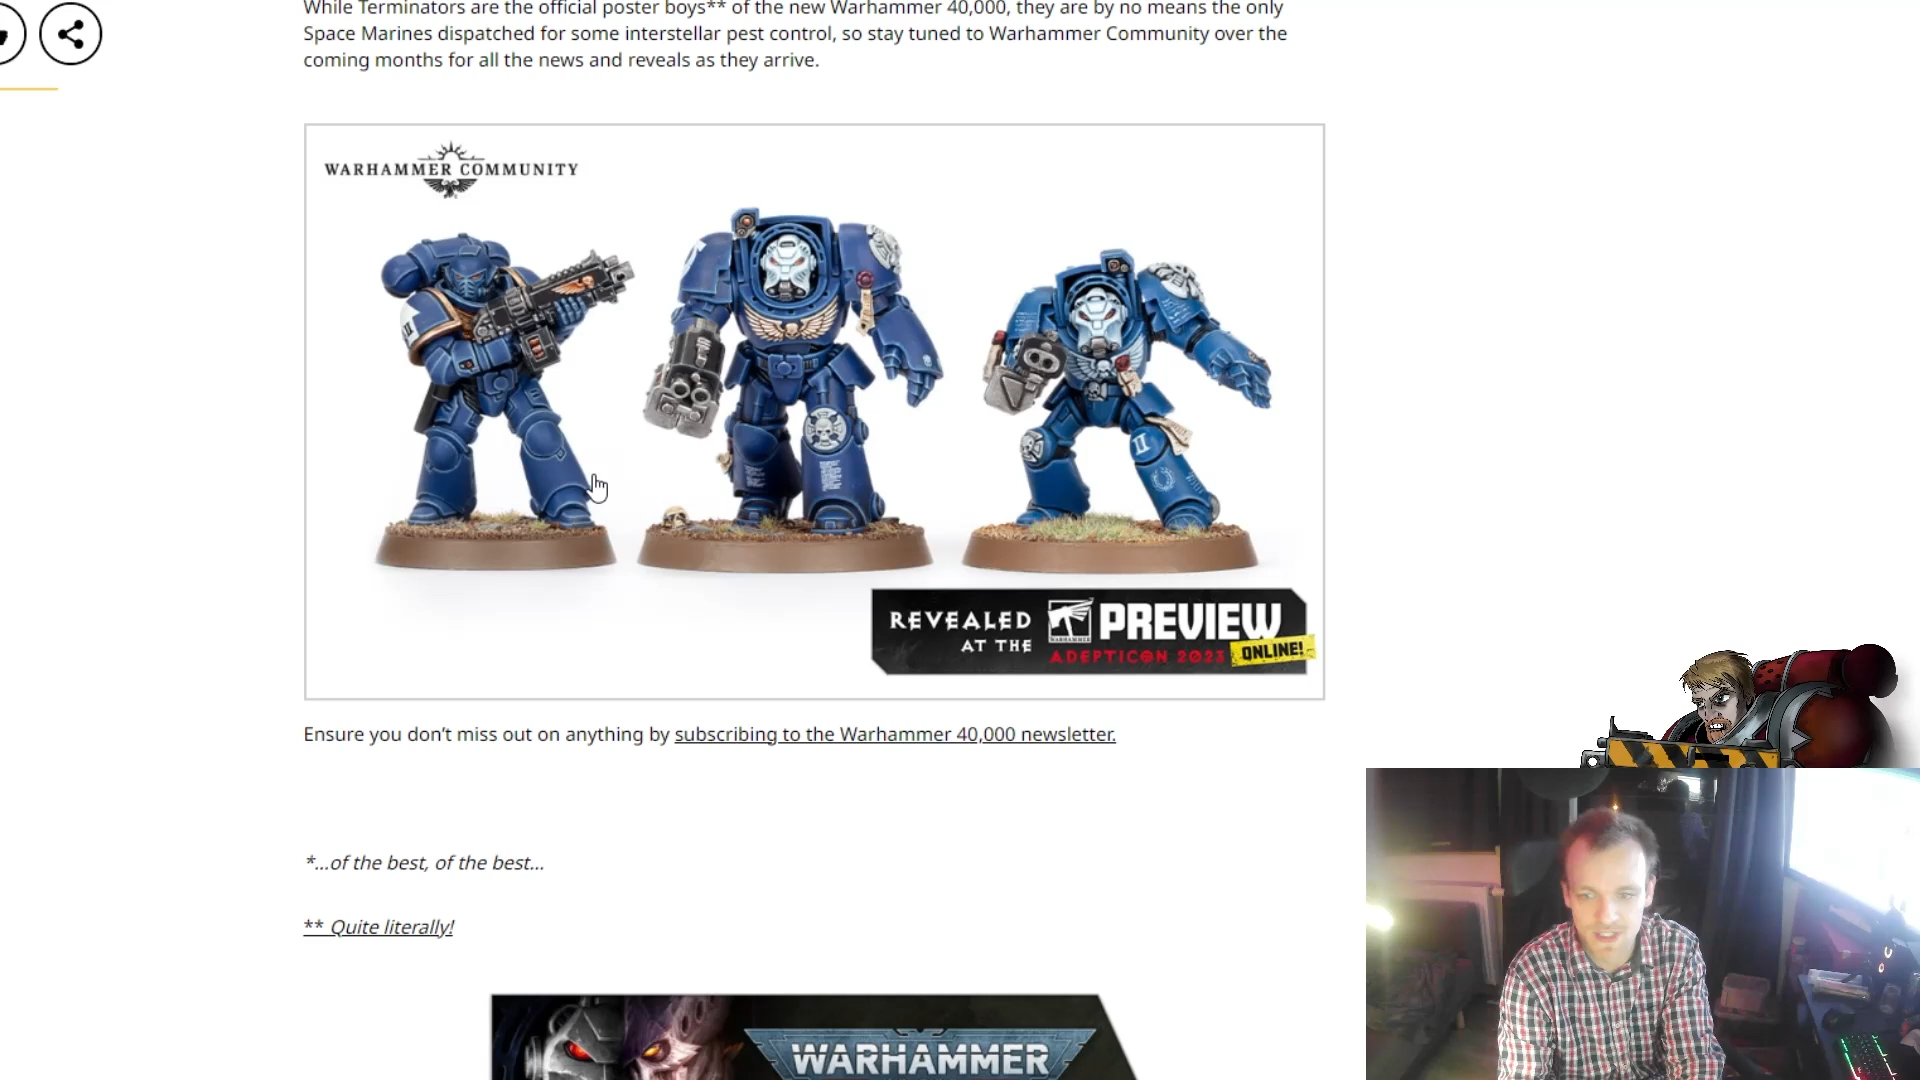 While Terminators are the official poster boys** of the new Warhammer 40,000, they are by no means the only
Space Marines dispatched for some interstellar pest control, so stay tuned to Warhammer Community over the
coming months for all the news and reveals as they arrive.
WARHAMMER COMMUNITY
II
REVEALED
AT THE
WARHAMMER
PREVIEW
ADEPTICON 2023
ONLINE!
Ensure you don’t miss out on anything by subscribing to the Warhammer 40,000 newsletter.
*...of the best, of the best...
** Quite literally!
WARHAMMER